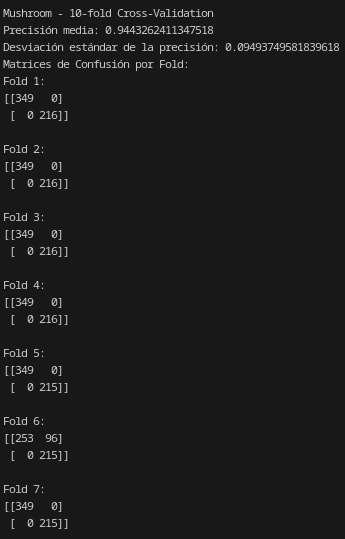 Mushroom - 10-fold Cross-Validation
Precisión media: 0.9443262411347518
Desviación estándar de la precisión: 0.09493749581839618
Matrices de Confusión por Fold:
Fold 1:
[[349   0]
 [  0 216]]
Fold 2:
[[349   0]
 [  0 216]]
Fold 3:
[[349   0]
 [  0 216]]
Fold 4:
[[349   0]
 [  0 216]]
Fold 5:
[[349   0]
 [  0 215]]
Fold 6:
[[253  96]
 [  0 215]]
Fold 7:
[[349   0]
 [  0 215]]